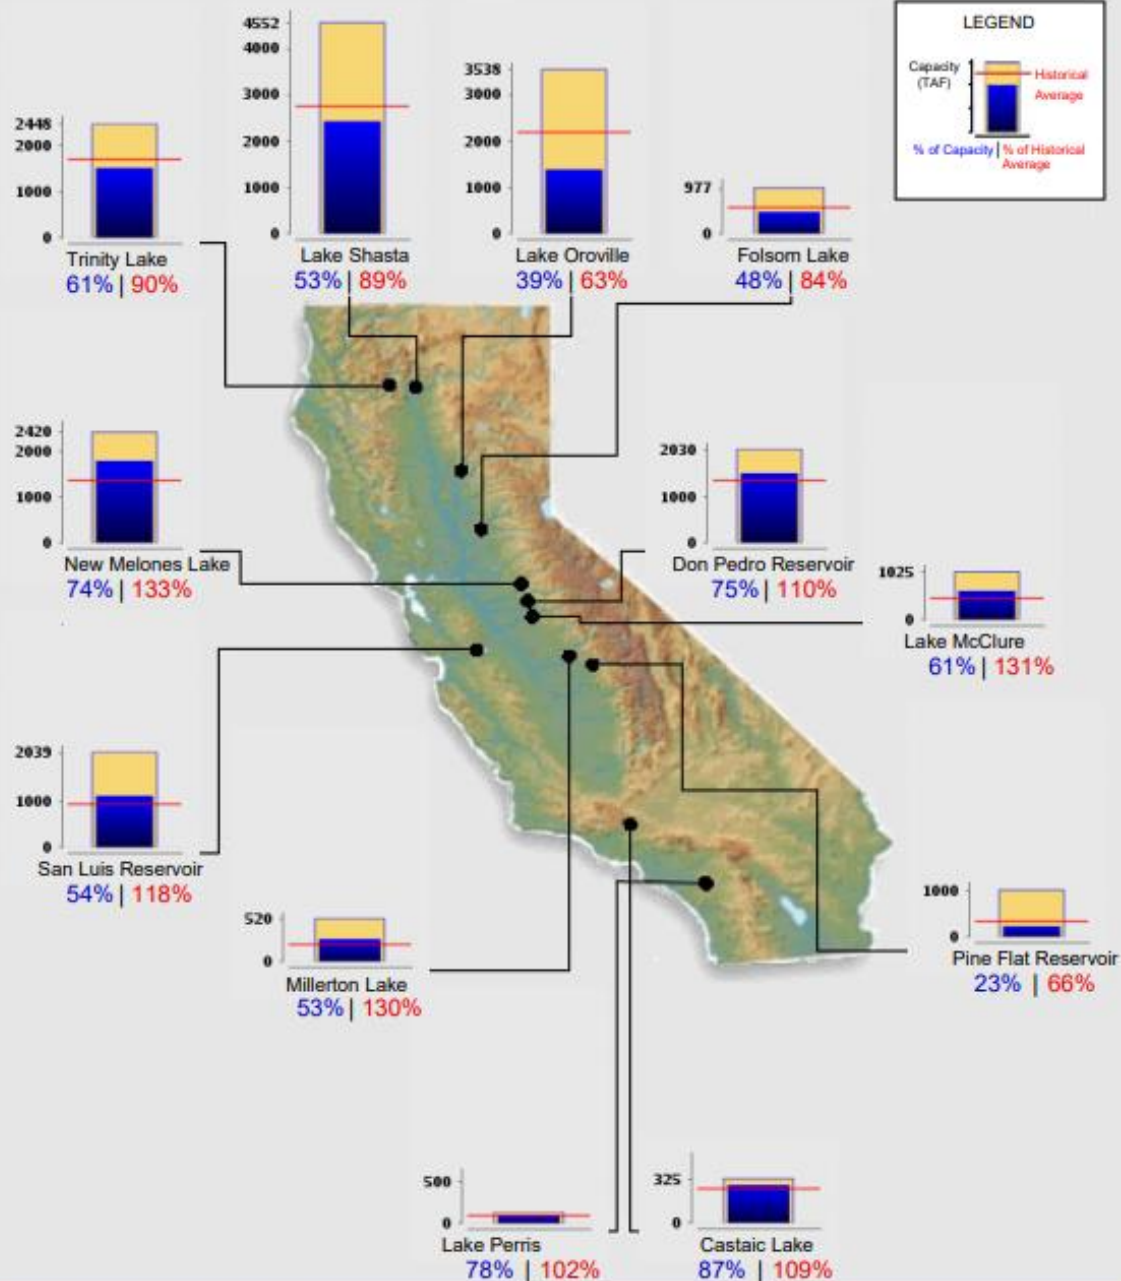 LEGEND
Capacity
(TAF)
Historical
Average
% of Capacity | % of Historical
Average
2448
2000
1000
0
Trinity Lake
61% | 90%
4552
4000
3000
2000
1000
0
Lake Shasta
53% | 89%
3538
3000
2000
1000
0
Lake Oroville
39% | 63%
977
0
Folsom Lake
48% | 84%
2420
2000
1000
0
New Melones Lake
74% | 133%
2030
1000
0
Don Pedro Reservoir
75% | 110%
1025
0
Lake McClure
61% | 131%
2039
1000
0
San Luis Reservoir
54% | 118%
520
0
Millerton Lake
53% | 130%
1000
0
Pine Flat Reservoir
23% | 66%
500
0
Lake Perris
78% | 102%
325
0
Castaic Lake
87% | 109%